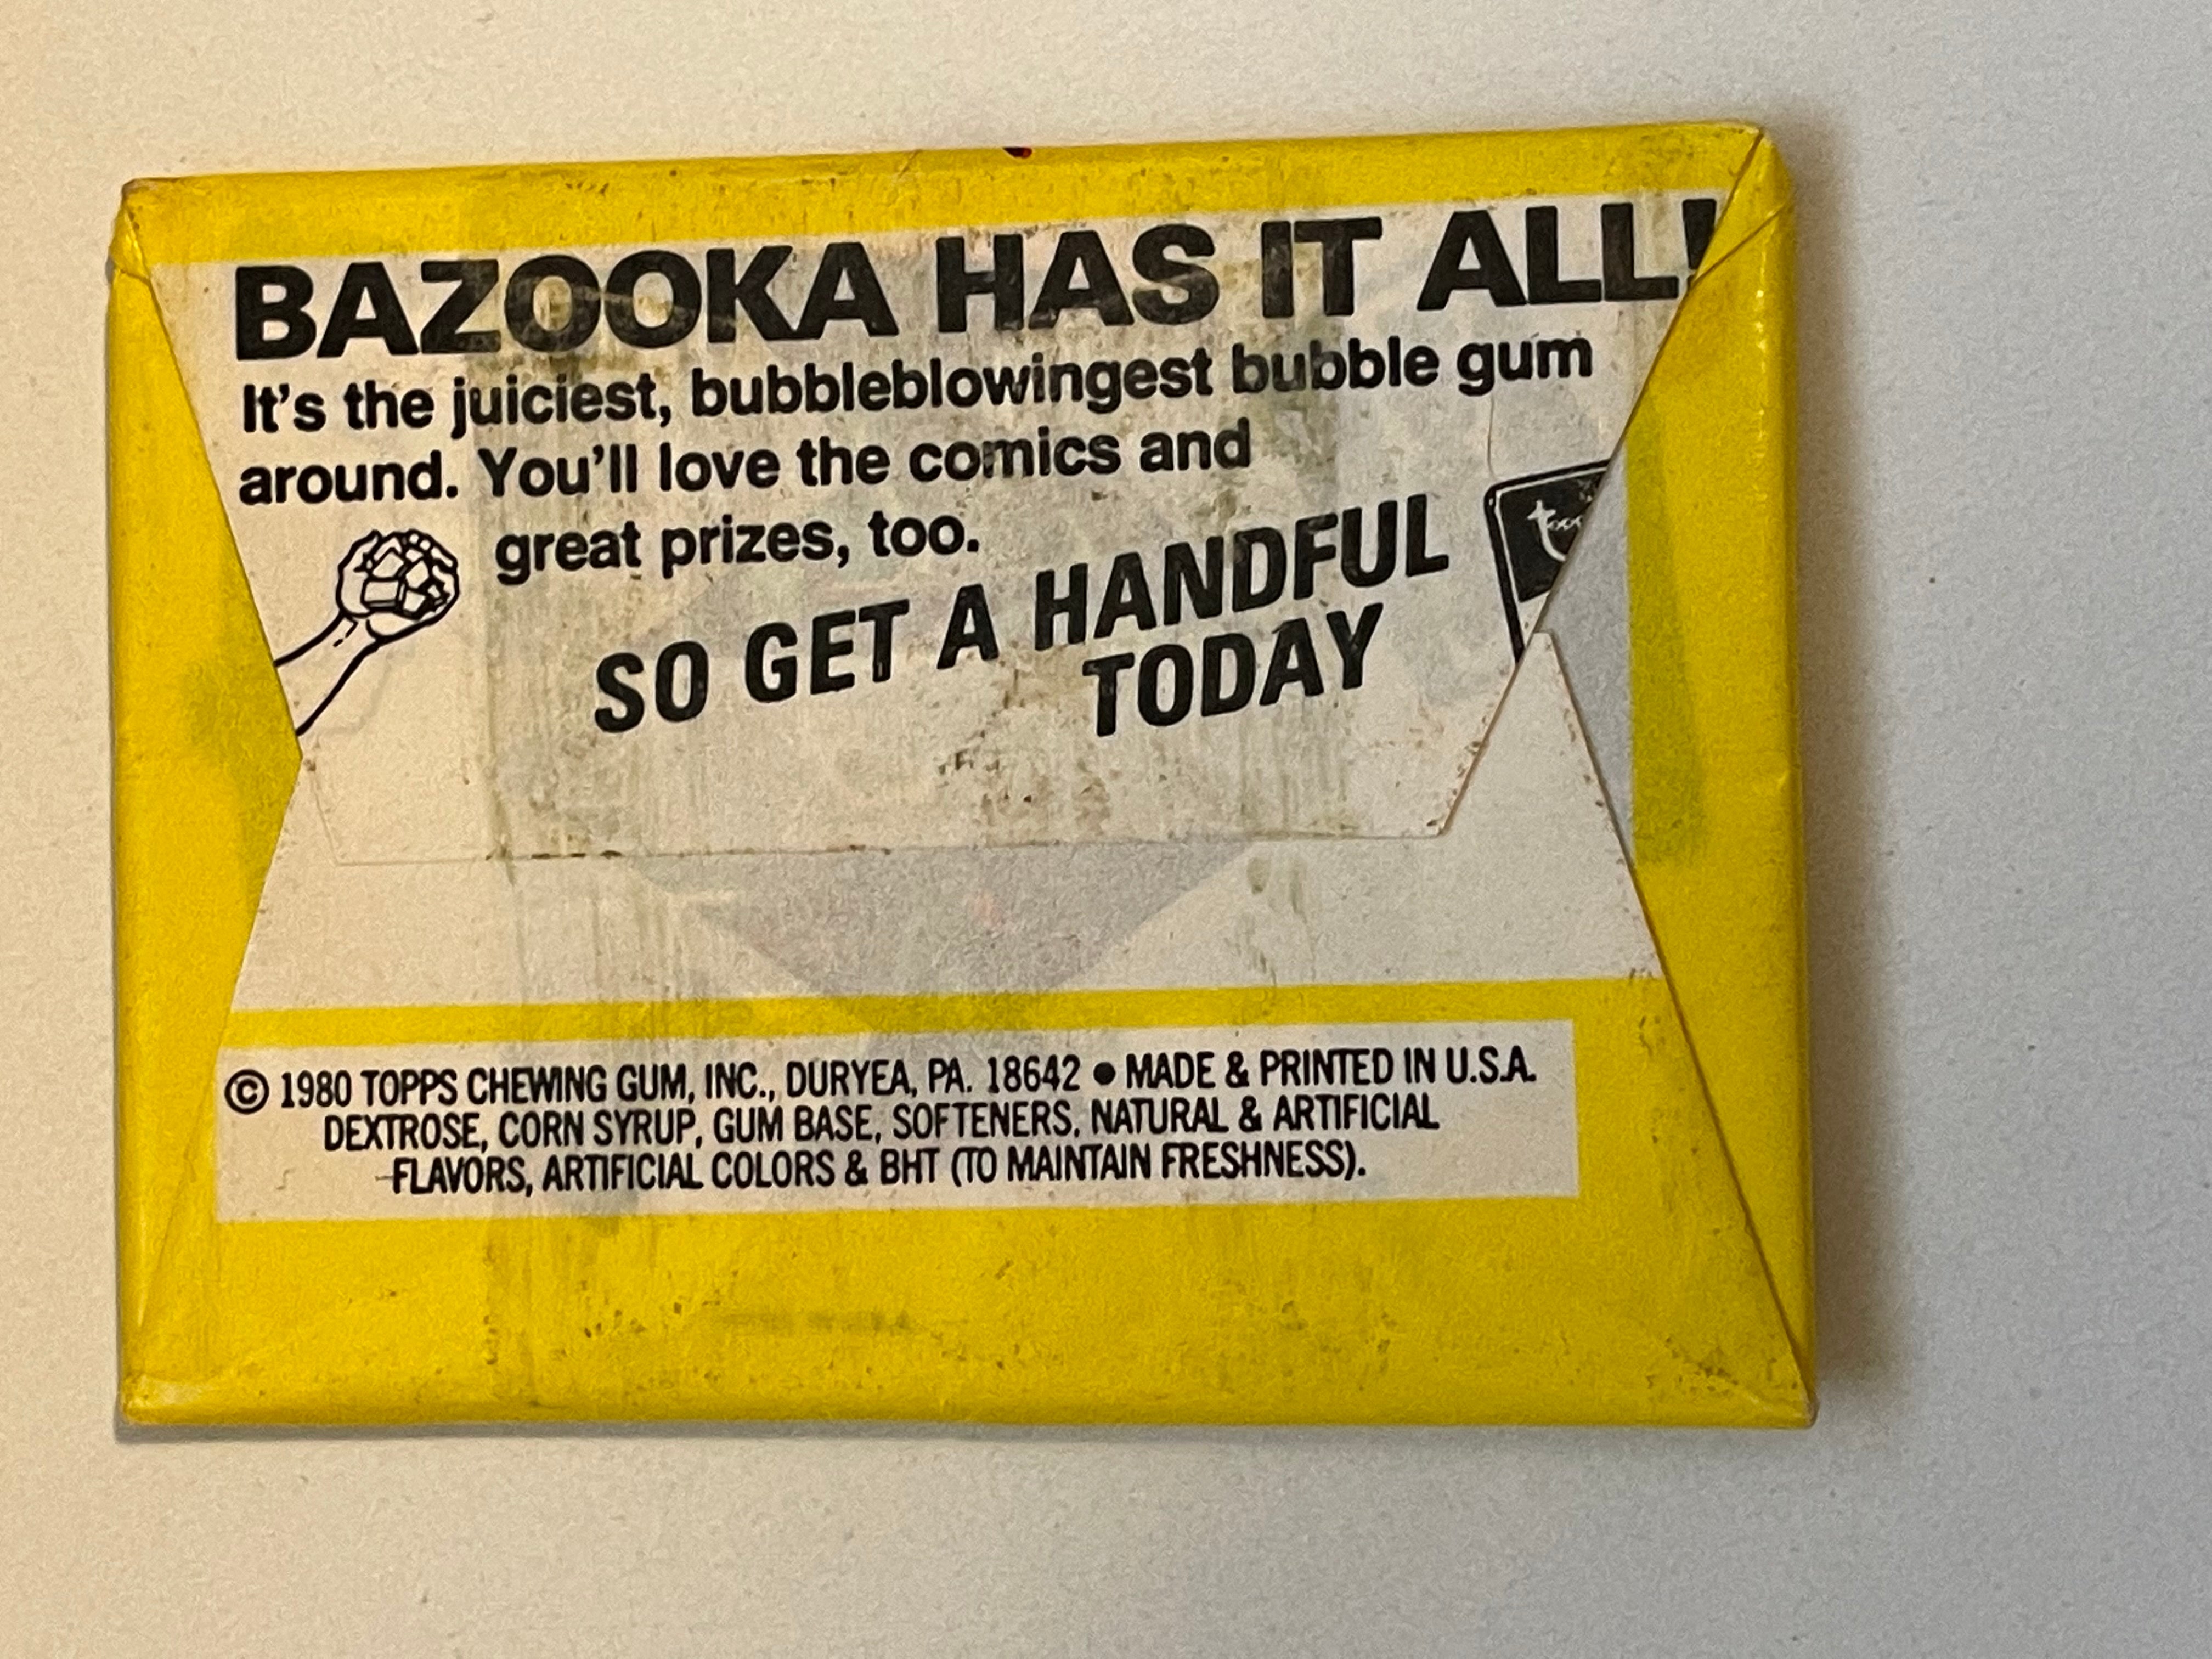 BAZOOKA HAS IT ALL!
It's the juiciest, bubbleblowingest bubble gum
around. You'll love the comics and
great prizes, too.
SO GET A HANDFUL
TODAY
© 1980 TOPPS CHEWING GUM, INC., DURYEA, PA. 18642 ● MADE & PRINTED IN U.S.A.
DEXTROSE, CORN SYRUP, GUM BASE, SOFTENERS, NATURAL & ARTIFICIAL
FLAVORS, ARTIFICIAL COLORS & BHT (TO MAINTAIN FRESHNESS).